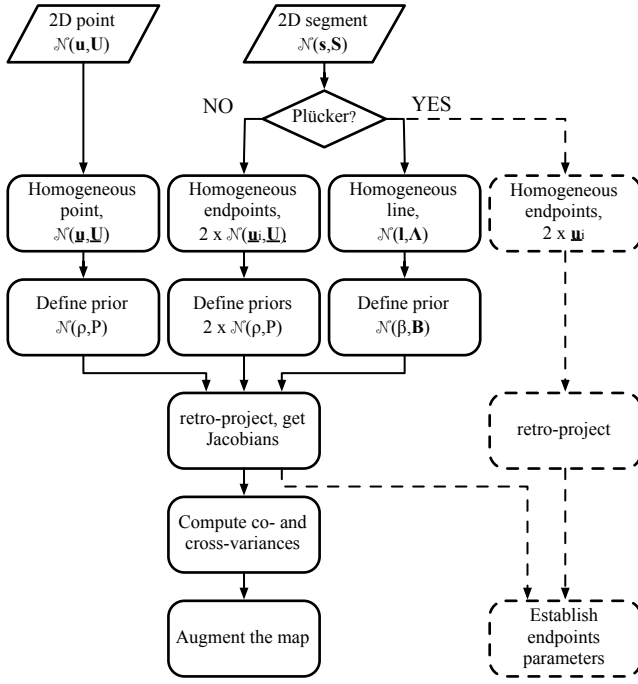 2D point
𝒩(u,U)
2D segment
𝒩(s,S)
NO
Plücker?
YES
Homogeneous
point,
𝒩(u,U)
Homogeneous
endpoints,
2 x 𝒩(uᵢ,U)
Homogeneous
line,
𝒩(l,Λ)
Homogeneous
endpoints,
2 x uᵢ
Define prior
𝒩(ρ,P)
Define priors
2 x 𝒩(ρ,P)
Define prior
𝒩(β,B)
retro-project, get
Jacobians
retro-project
Compute co- and
cross-variances
Augment the map
Establish
endpoints
parameters